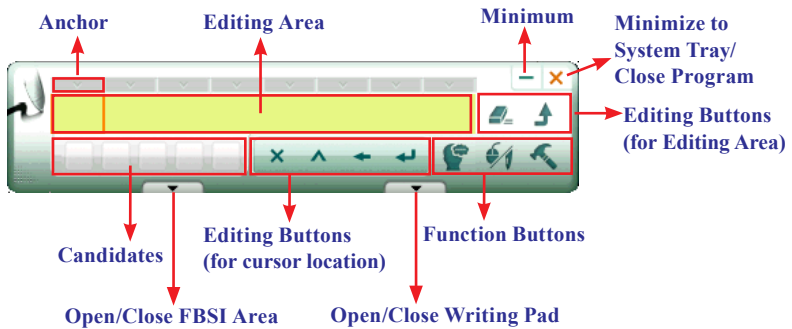 Anchor
Editing Area
Minimum
Minimize to
System Tray/
Close Program
Editing Buttons
(for Editing Area)
Candidates
Editing Buttons
(for cursor location)
Function Buttons
Open/Close FBSI Area
Open/Close Writing Pad